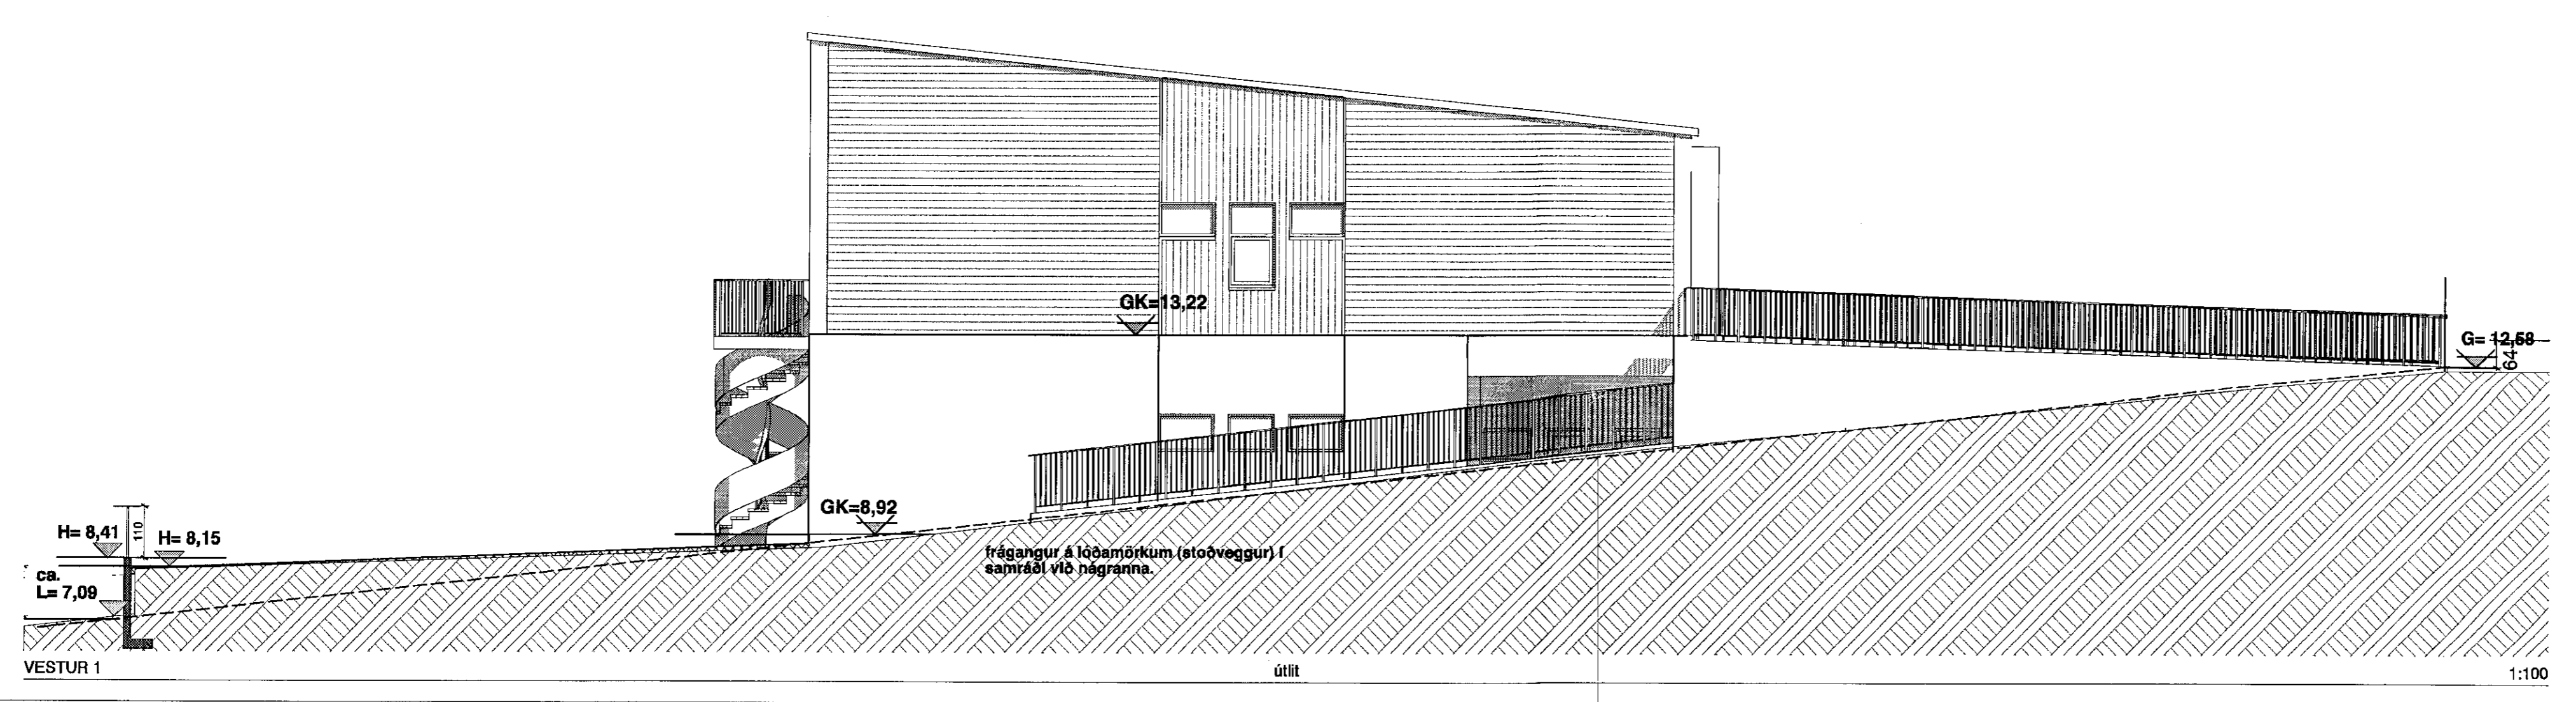 GK=13,22
G= 12,58
64
GK=8,92
H= 8,41
110
H= 8,15
ca.
L= 7,09
frágangur á lóðamörkum (stoðveggur) í
samráði við nágranna.
VESTUR 1
útlit
1:100